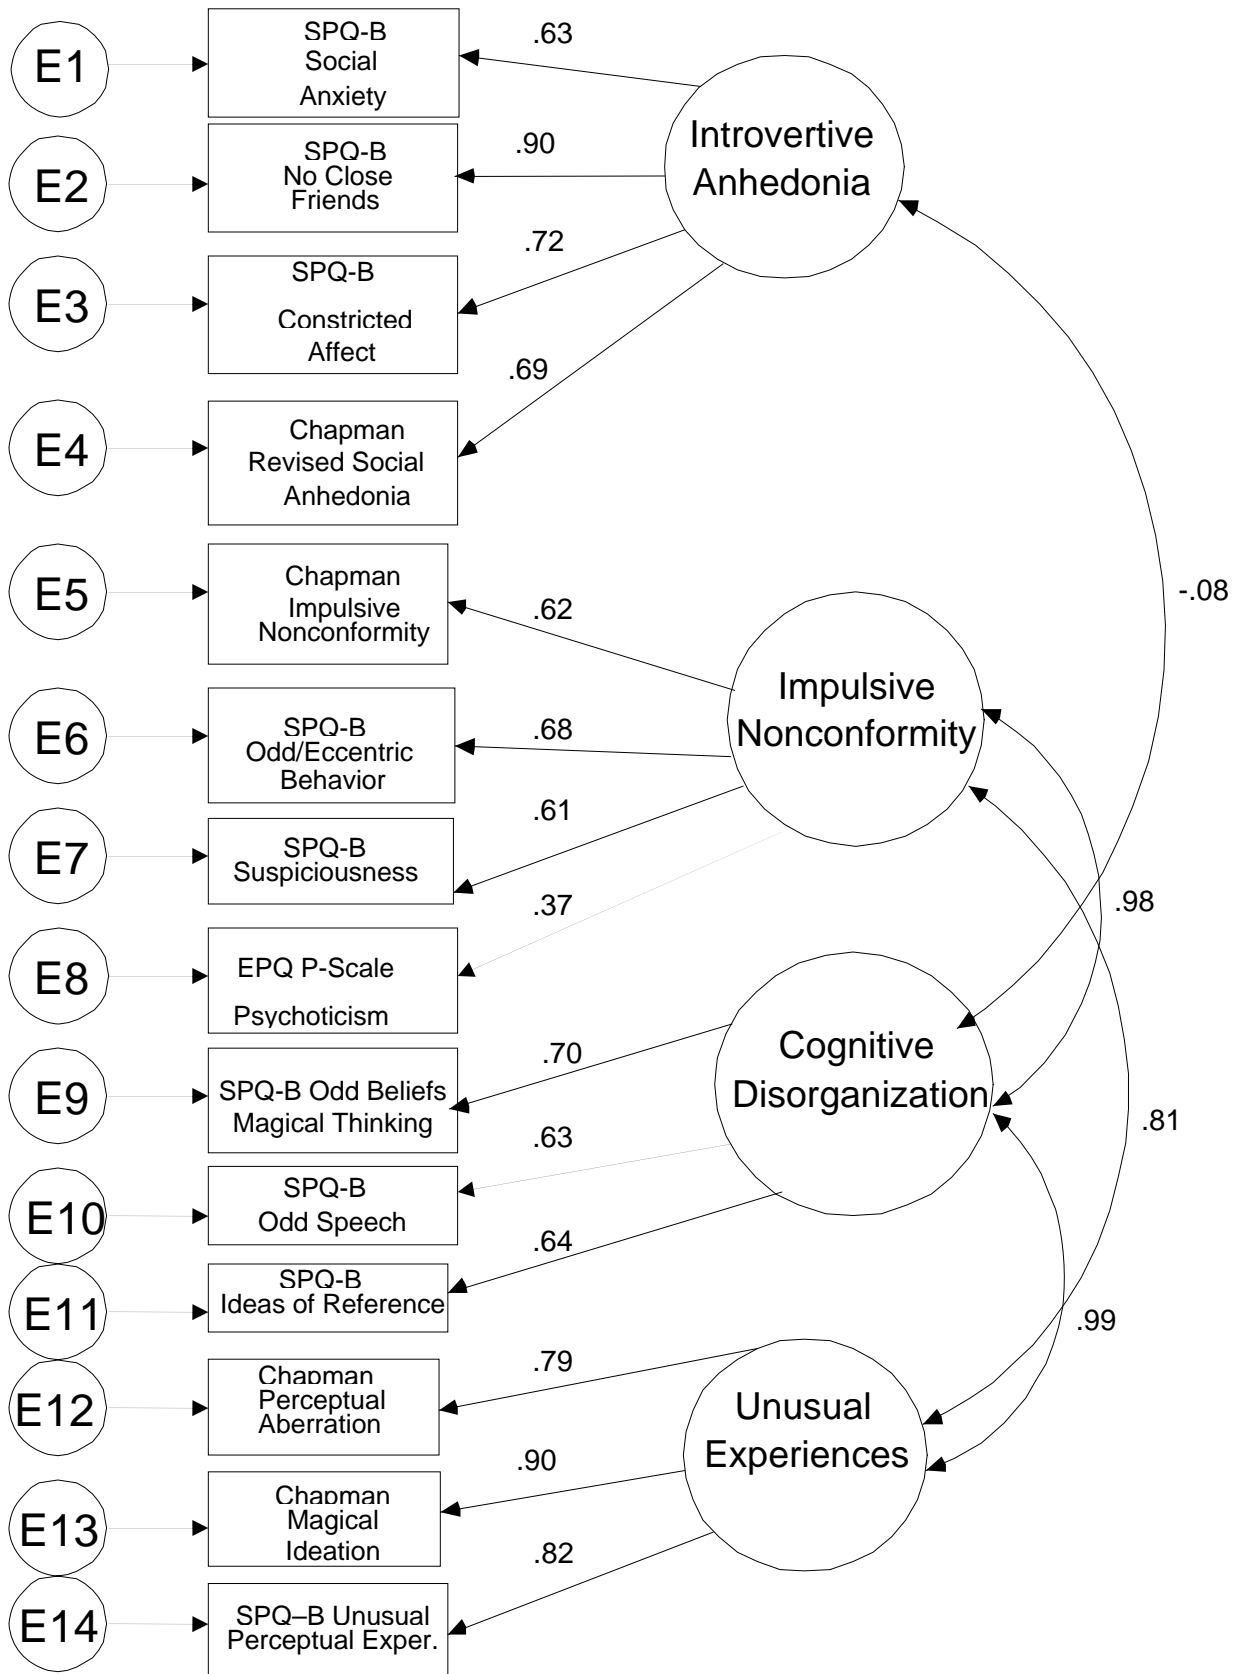 E1
SPQ-B
Social
Anxiety
.63
E2
SPQ-B
No Close
Friends
.90
Introvertive
Anhedonia
E3
SPQ-B
Constricted
Affect
.72
E4
Chapman
Revised Social
Anhedonia
.69
E5
Chapman
Impulsive
Nonconformity
.62
-.08
E6
SPQ-B
Odd/Eccentric
Behavior
.68
Impulsive
Nonconformity
E7
SPQ-B
Suspiciousness
.61
E8
EPQ P-Scale
Psychoticism
.37
.98
E9
SPQ-B Odd Beliefs
Magical Thinking
.70
Cognitive
Disorganization
E10
SPQ-B
Odd Speech
.63
.81
E11
SPQ-B
Ideas of Reference
.64
E12
Chapman
Perceptual
Aberration
.79
.99
E13
Chapman
Magical
Ideation
.90
Unusual
Experiences
E14
SPQ–B Unusual
Perceptual Exper.
.82